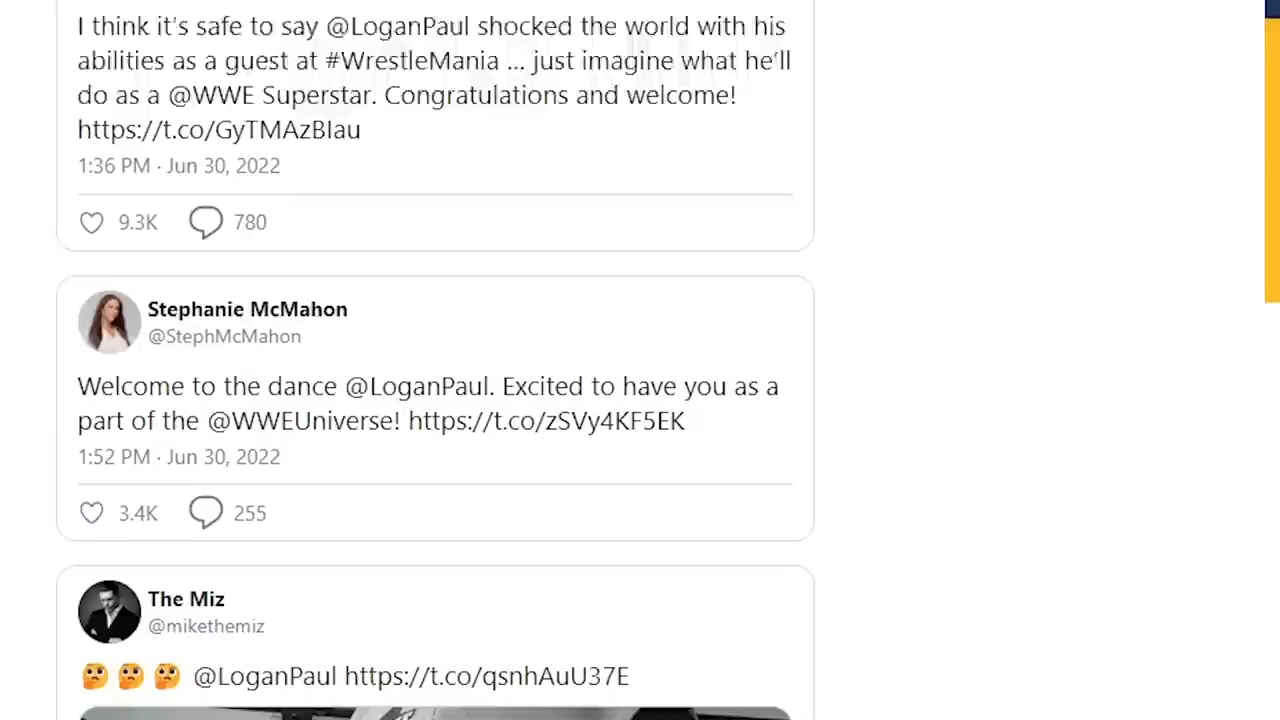 I think it's safe to say @LoganPaul shocked the world with his
abilities as a guest at #WrestleMania ... just imagine what he'll
do as a @WWE Superstar. Congratulations and welcome!
https://t.co/GyTMAzBIau
1:36 PM · Jun 30, 2022
9.3K 780
Stephanie McMahon
@StephMcMahon
Welcome to the dance @LoganPaul. Excited to have you as a
part of the @WWEUniverse! https://t.co/zSVy4KF5EK
1:52 PM · Jun 30, 2022
3.4K 255
The Miz
@mikethemiz
🤔 🤔 🤔 @LoganPaul https://t.co/qsnhAuU37E